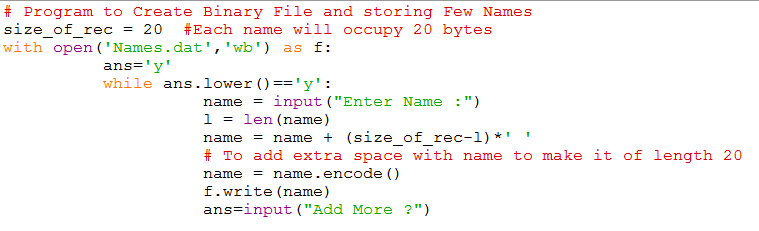 # Program to Create Binary File and storing Few Names
size_of_rec = 20  #Each name will occupy 20 bytes
with open('Names.dat','wb') as f:
        ans='y'
        while ans.lower()=='y':
                name = input("Enter Name :")
                l = len(name)
                name = name + (size_of_rec-l)*' '
                # To add extra space with name to make it of length 20
                name = name.encode()
                f.write(name)
                ans=input("Add More ?")